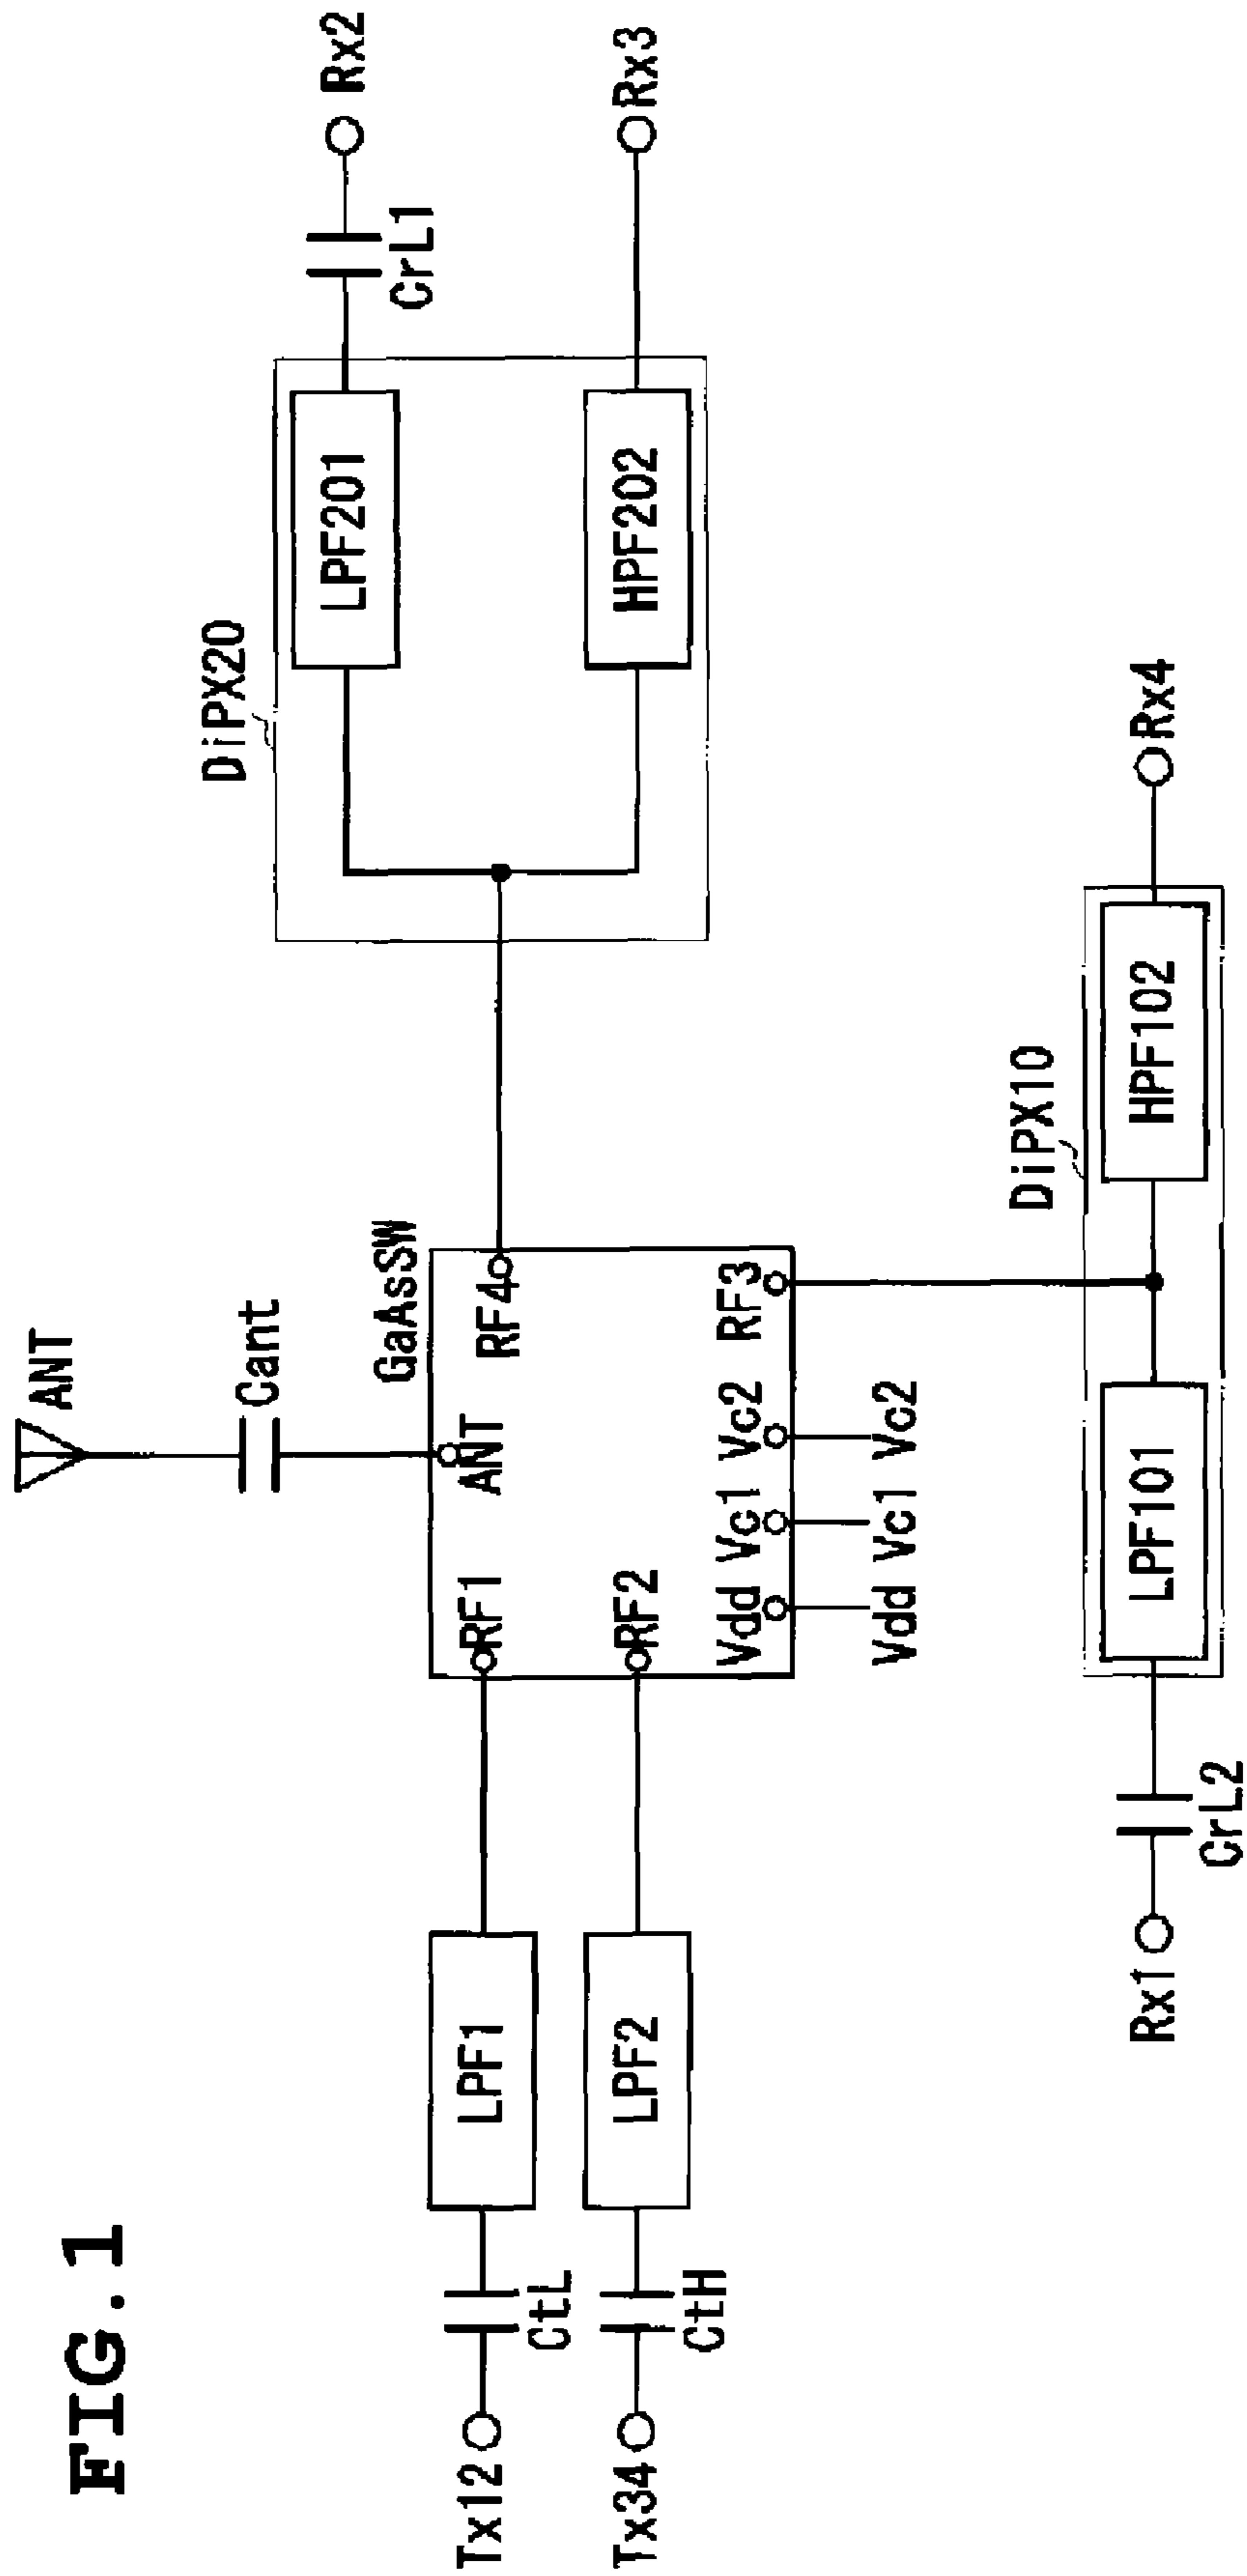 FIG.1
ANT
Cant
GaAsSW
DiPX20
LPF201
CrL1
Rx2
HPF202
Rx3
Tx12
CtL
LPF1
RF1
ANT
RF4
Tx34
CtH
LPF2
RF2
Vdd
Vc1
Vc2
RF3
Vdd
Vc1
Vc2
DiPX10
Rx1
CrL2
LPF101
HPF102
Rx4